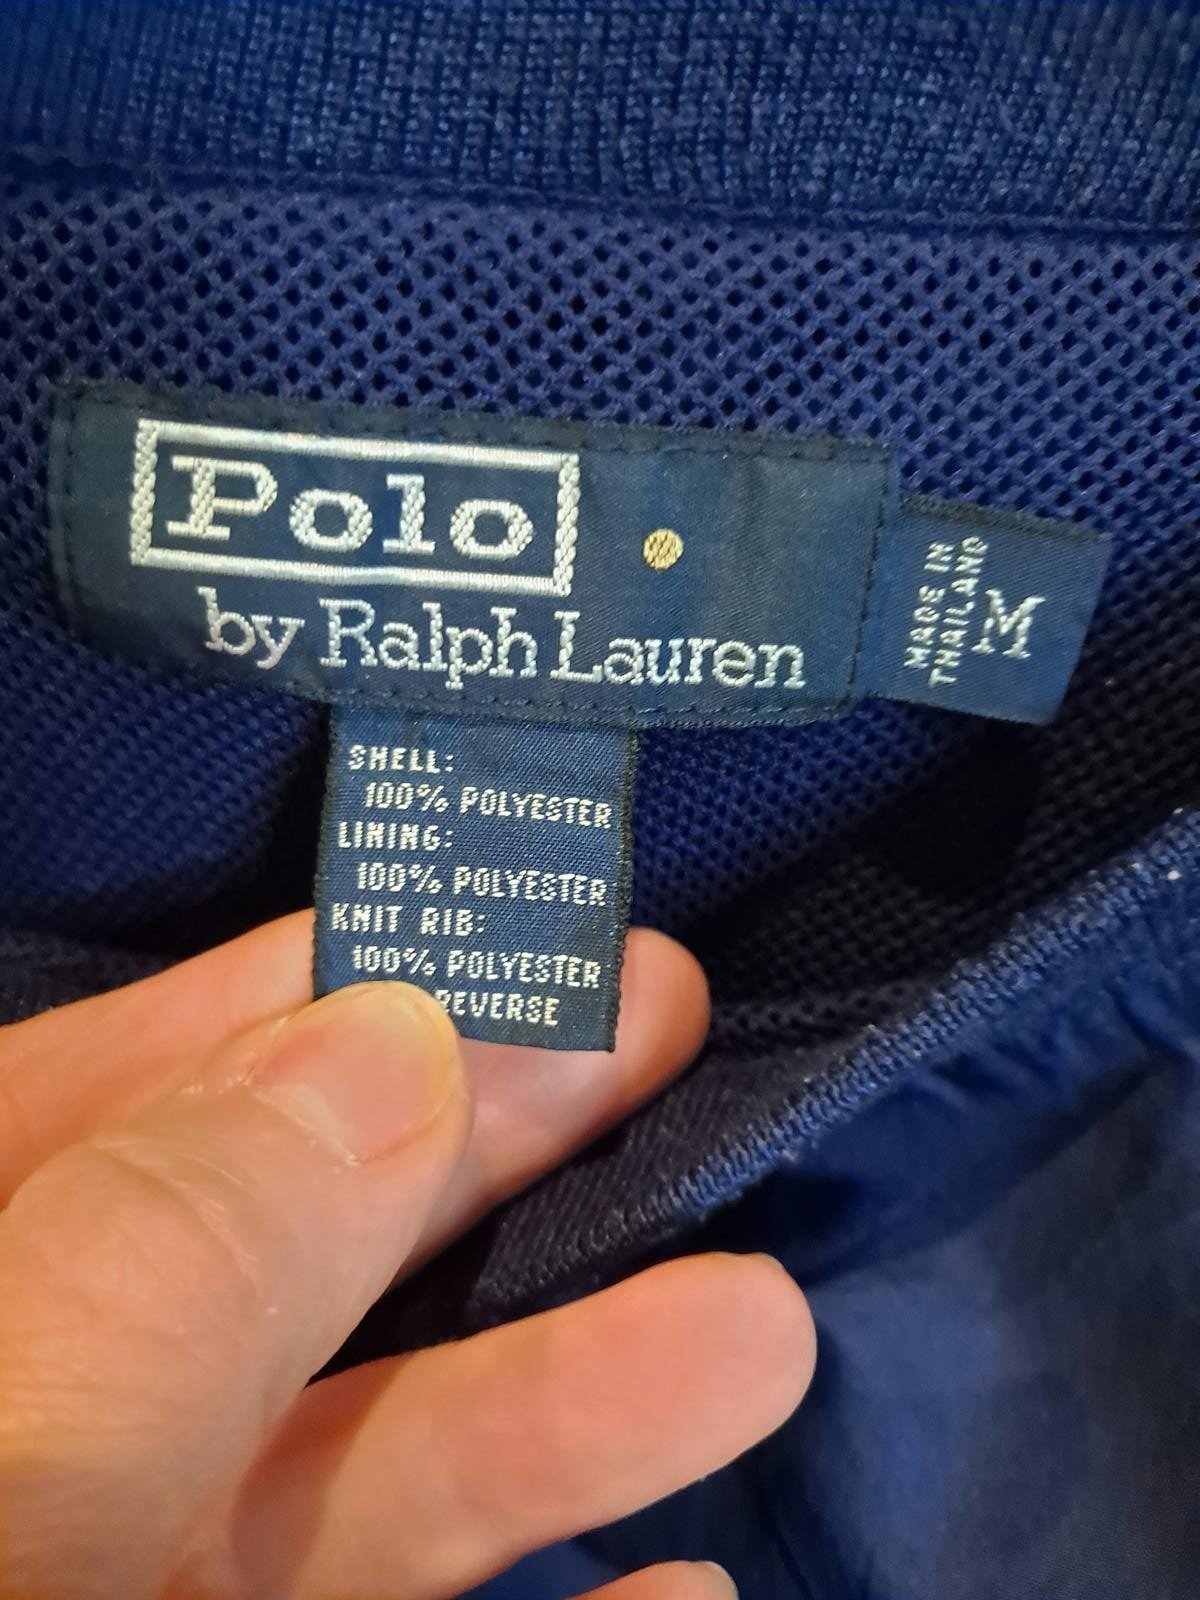 Polo
by Ralph Lauren
MADE IN
THAILAND
M
SHELL:
100% POLYESTER
LINING:
100% POLYESTER
KNIT RIB:
100% POLYESTER
REVERSE